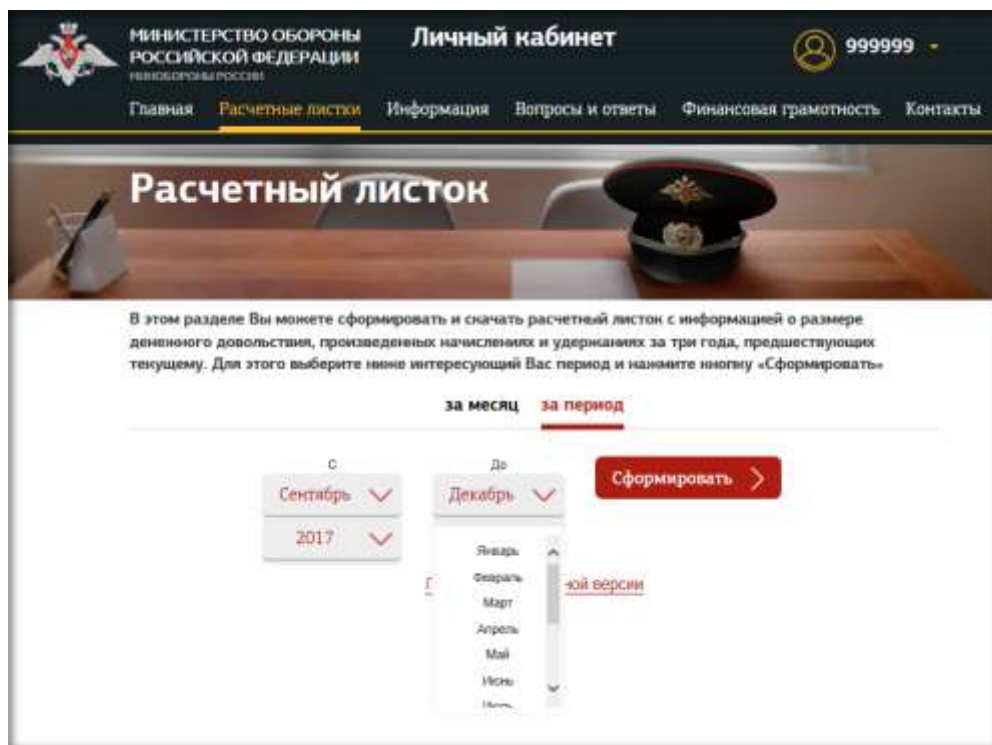 МИНИСТЕРСТВО ОБОРОНЫ
РОССИЙСКОЙ ФЕДЕРАЦИИ
МИНОБОРОНЫ РОССИИ
Личный кабинет
999999
Главная Расчетные листки Информация Вопросы и ответы Финансовая грамотность Контакты
Расчетный листок
В этом разделе Вы можете сформировать и скачать расчетный листок с информацией о размере
денежного довольствия, произведенных начислениях и удержаниях за три года, предшествующих
текущему. Для этого выберите ниже интересующий Вас период и нажмите кнопку «Сформировать»
за месяц за период
С До
Сентябрь Декабрь Сформировать
2017
Январь
Февраль
версии
Март
Апрель
Май
Июнь
Июль